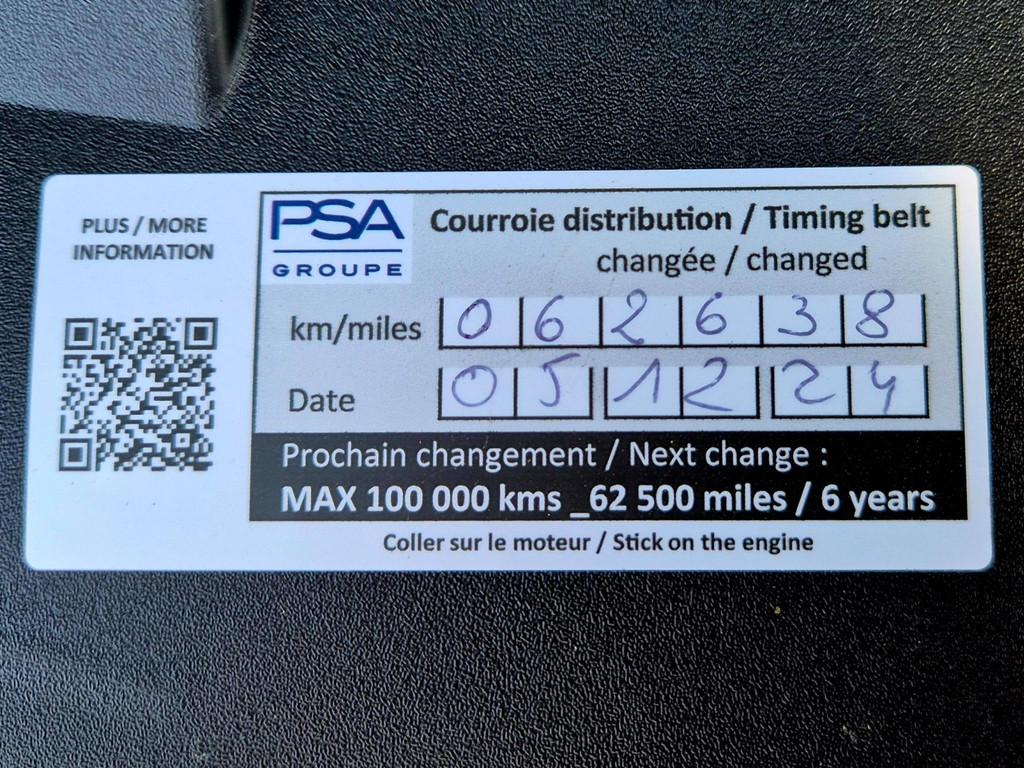 PLUS / MORE
INFORMATION
PSA
GROUPE
Courroie distribution / Timing belt
changée / changed
km/miles 0 6 2 6 3 8
Date 0 5 1 2 2 4
Prochain changement / Next change :
MAX 100 000 kms _62 500 miles / 6 years
Coller sur le moteur / Stick on the engine